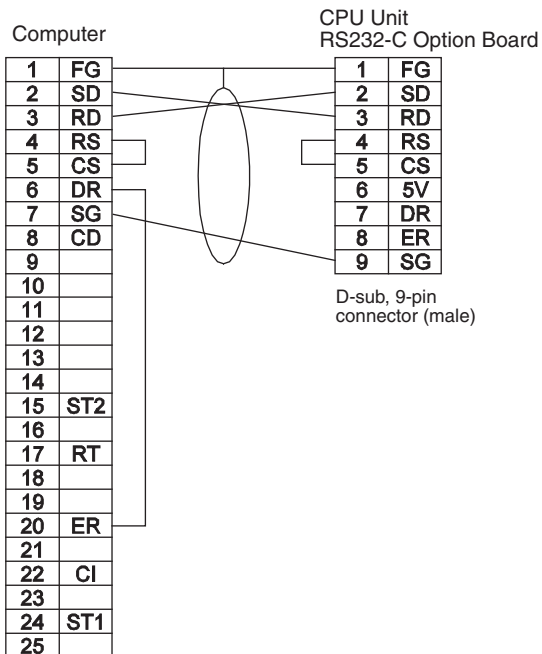 Computer
CPU Unit
RS232-C Option Board
1 FG
2 SD
3 RD
4 RS
5 CS
6 DR
7 SG
8 CD
9
10
11
12
13
14
15 ST2
16
17 RT
18
19
20 ER
21
22 CI
23
24 ST1
25
1 FG
2 SD
3 RD
4 RS
5 CS
6 5V
7 DR
8 ER
9 SG
D-sub, 9-pin
connector (male)